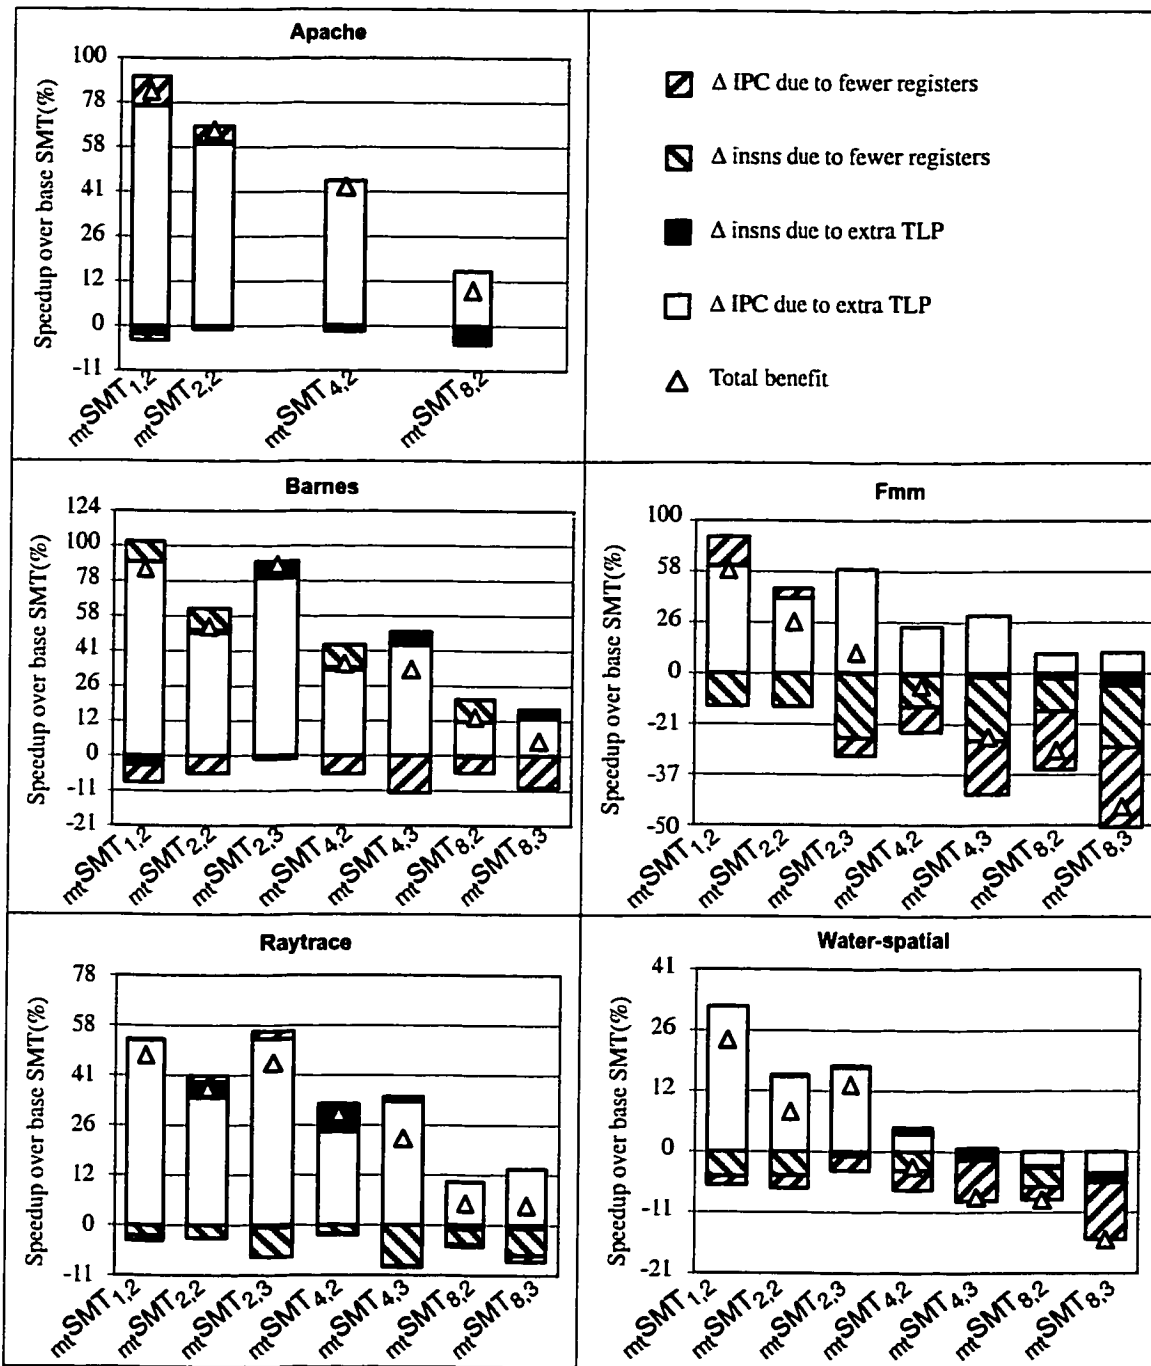 Apache
Speedup over base SMT(%)
100
78
58
41
26
12
0
-11
mtSMT1,2
mtSMT2,2
mtSMT4,2
mtSMT8,2
Δ IPC due to fewer registers
Δ insns due to fewer registers
Δ insns due to extra TLP
Δ IPC due to extra TLP
Total benefit
Barnes
Speedup over base SMT(%)
124
100
78
58
41
26
12
0
-11
-21
mtSMT1,2
mtSMT2,2
mtSMT2,3
mtSMT4,2
mtSMT4,3
mtSMT8,2
mtSMT8,3
Fmm
Speedup over base SMT(%)
100
58
26
0
-21
-37
-50
mtSMT1,2
mtSMT2,2
mtSMT2,3
mtSMT4,2
mtSMT4,3
mtSMT8,2
mtSMT8,3
Raytrace
Speedup over base SMT(%)
78
58
41
26
12
0
-11
mtSMT1,2
mtSMT2,2
mtSMT2,3
mtSMT4,2
mtSMT4,3
mtSMT8,2
mtSMT8,3
Water-spatial
Speedup over base SMT(%)
41
26
12
0
-11
-21
mtSMT1,2
mtSMT2,2
mtSMT2,3
mtSMT4,2
mtSMT4,3
mtSMT8,2
mtSMT8,3